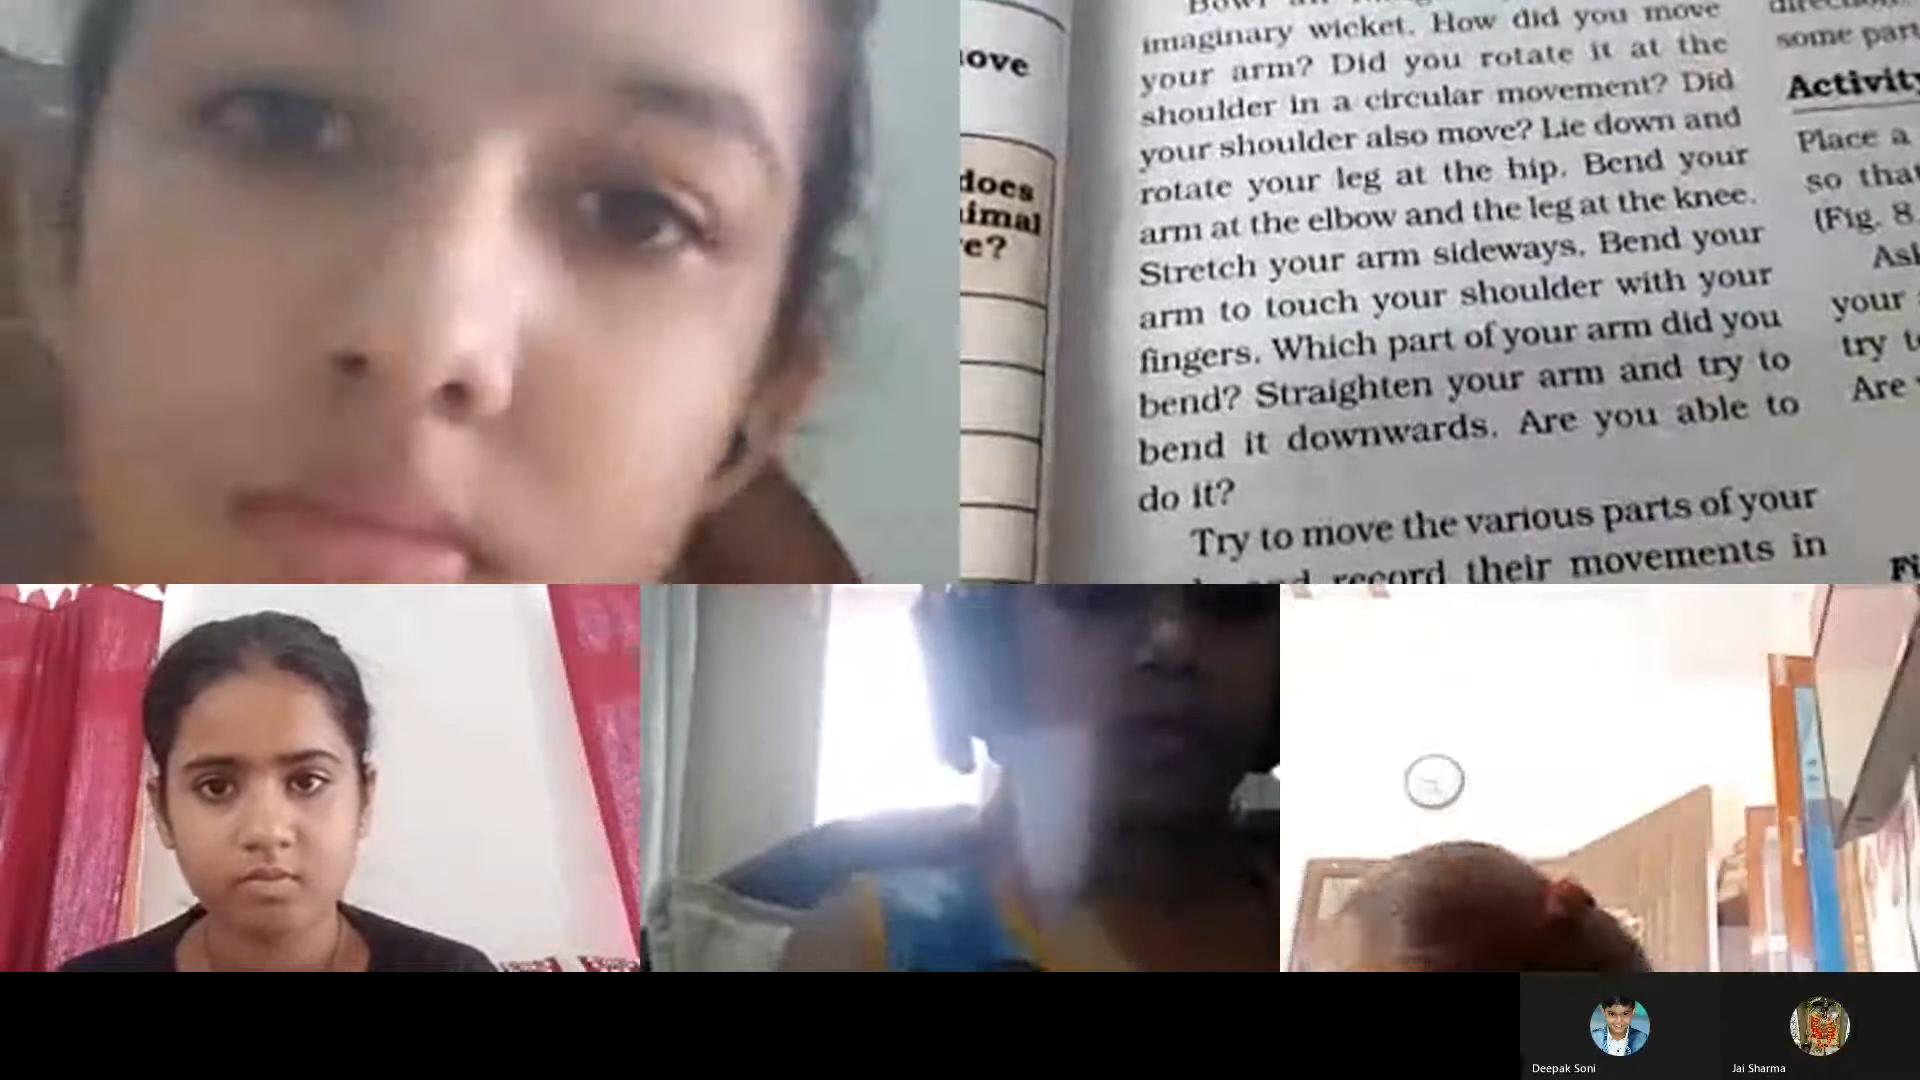 ove
does
imal
e?
imaginary wicket. How did you move
your arm? Did you rotate it at the
shoulder in a circular movement? Did
your shoulder also move? Lie down and
rotate your leg at the hip. Bend your
arm at the elbow and the leg at the knee.
Stretch your arm sideways. Bend your
arm to touch your shoulder with your
fingers. Which part of your arm did you
bend? Straighten your arm and try to
bend it downwards. Are you able to
do it?
Try to move the various parts of your
record their movements in
some part
Activity
Place a
so that
(Fig. 8
Ask
your
try t
Are
Fi
Deepak Soni
Jai Sharma